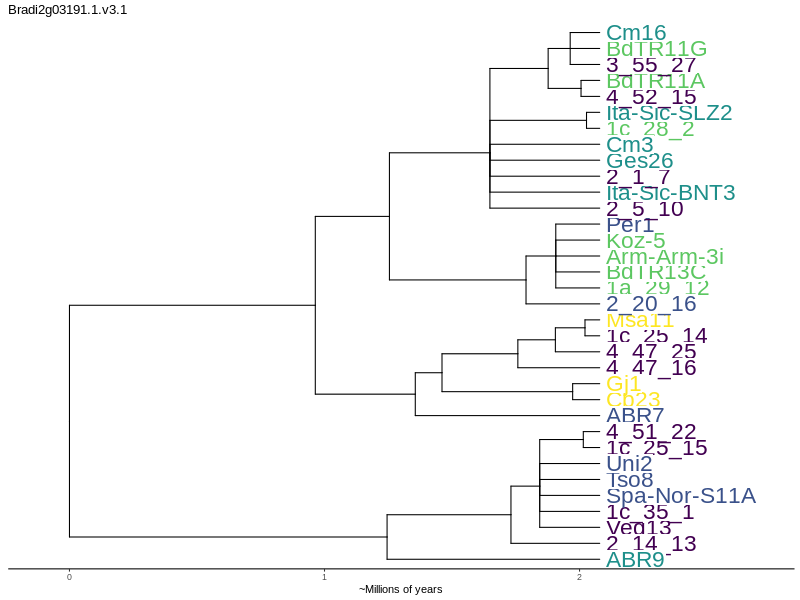 Bradi2g03191.1.v3.1
Cm16
BdTR11G
3_55_27
BdTR11A
4_52_15
Ita-Sic-SLZ2
1c_28_2
Cm3
Ges26
2_1_7
Ita-Sic-BNT3
2_5_10
Per1
Koz-5
Arm-Arm-3i
BdTR13C
1a_29_12
2_20_16
Msa11
1c_25_14
4_47_25
4_47_16
Gj1
Cb23
ABR7
4_51_22
1c_25_15
Uni2
Tso8
Spa-Nor-S11A
1c_35_1
Ved13
2_14_13
ABR9
0 1 2
~Millions of years